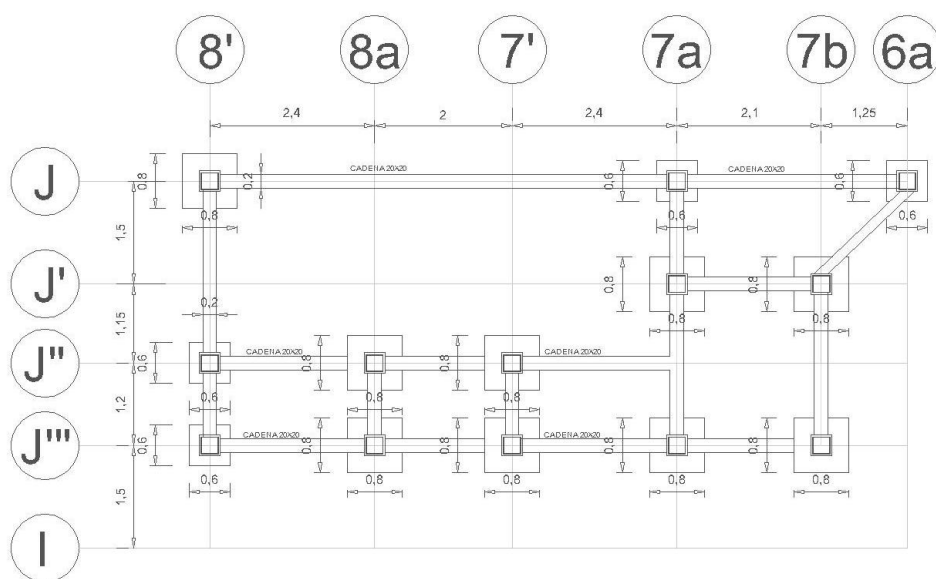 8' 8a 7' 7a 7b 6a
2,4 2 2,4 2,1 1,25
CADENA 20X20 CADENA 20X20
J 0,8 0,2 0,6 0,6
0,8 0,6 0,6
1,5
J' 0,8 0,8
0,2
1,15 0,8 0,8
CADENA 20X20 CADENA 20X20
J'' 0,6 0,8 0,8
0,8 0,8
1,2 0,6
CADENA 20X20 CADENA 20X20
J''' 0,6 0,8 0,8 0,8 0,8
0,6 0,8 0,8 0,8 0,8
1,5
I